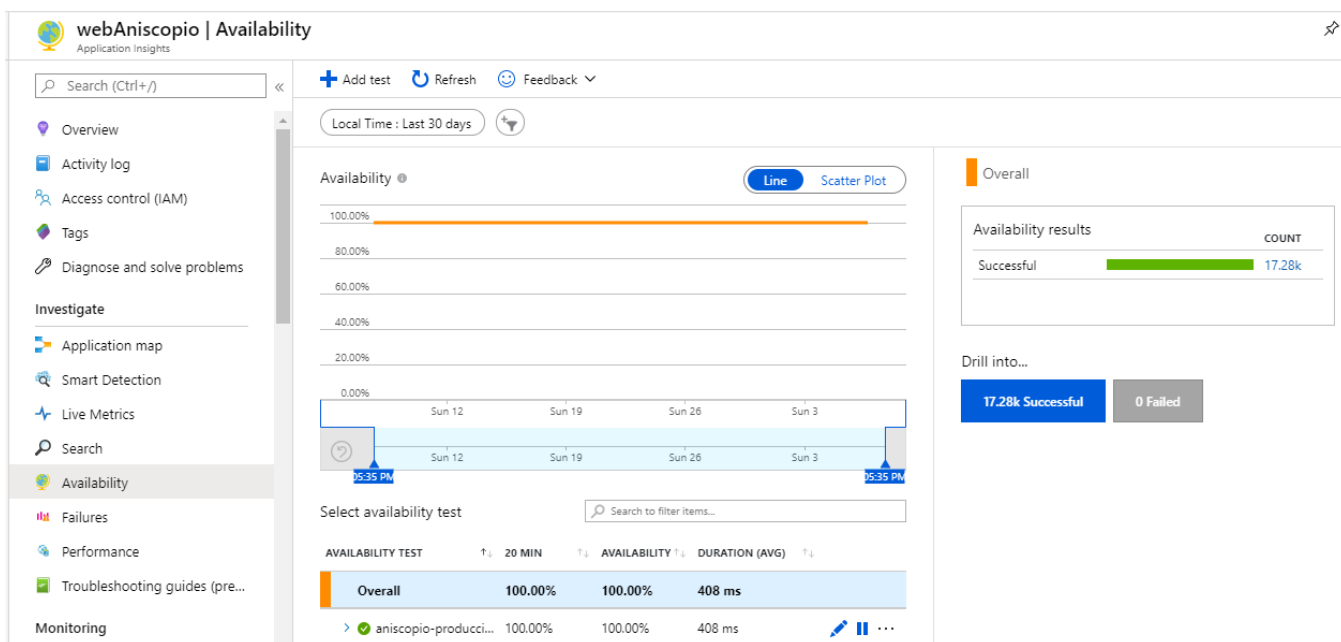 webAniscopio | Availability
Application Insights
Search (Ctrl+/)
«
Overview
Activity log
Access control (IAM)
Tags
Diagnose and solve problems
Investigate
Application map
Smart Detection
Live Metrics
Search
Availability
Failures
Performance
Troubleshooting guides (pre...
Monitoring
Add test Refresh Feedback
Local Time : Last 30 days
Availability
Line Scatter Plot
100.00%
80.00%
60.00%
40.00%
20.00%
0.00%
Sun 12 Sun 19 Sun 26 Sun 3
Sun 12 Sun 19 Sun 26 Sun 3
05:35 PM 05:35 PM
Select availability test
Search to filter items...
AVAILABILITY TEST 20 MIN AVAILABILITY DURATION (AVG)
Overall 100.00% 100.00% 408 ms
aniscopio-producci... 100.00% 100.00% 408 ms
Overall
Availability results COUNT
Successful 17.28k
Drill into...
17.28k Successful 0 Failed